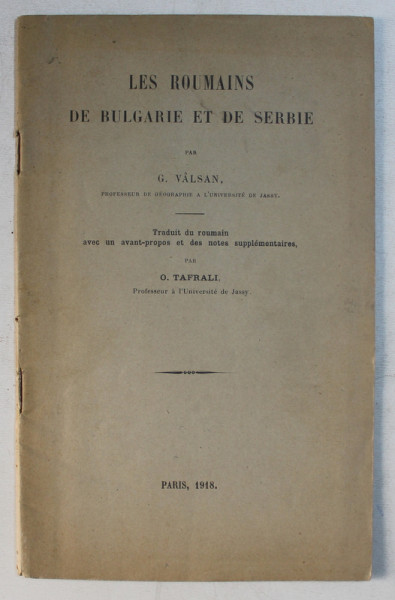 LES ROUMAINS
DE BULGARIE ET DE SERBIE
PAR
G. VÂLSAN,
PROFESSEUR DE GÉOGRAPHIE A L'UNIVERSITÉ DE JASSY.
Traduit du roumain
avec un avant-propos et des notes supplémentaires,
PAR
O. TAFRALI.
Professeur à l'Université de Jassy
PARIS, 1918.